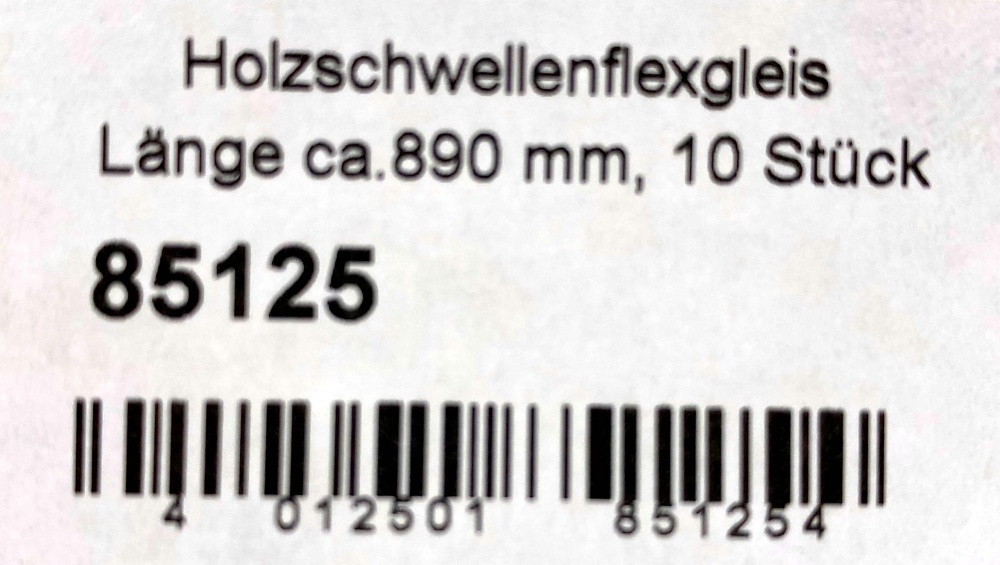 Holzschwellenflexgleis
Länge ca.890 mm, 10 Stück
85125
4 012501 851254